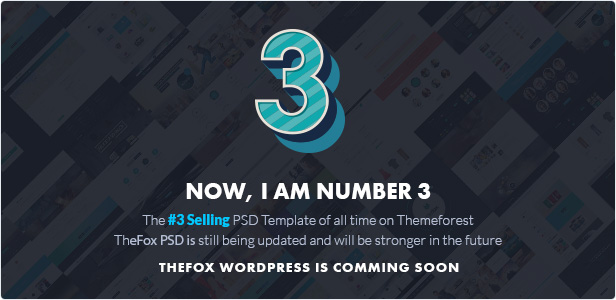 3
NOW, I AM NUMBER 3
The #3 Selling PSD Template of all time on Themeforest
TheFox PSD is still being updated and will be stronger in the future
THEFOX WORDPRESS IS COMMING SOON